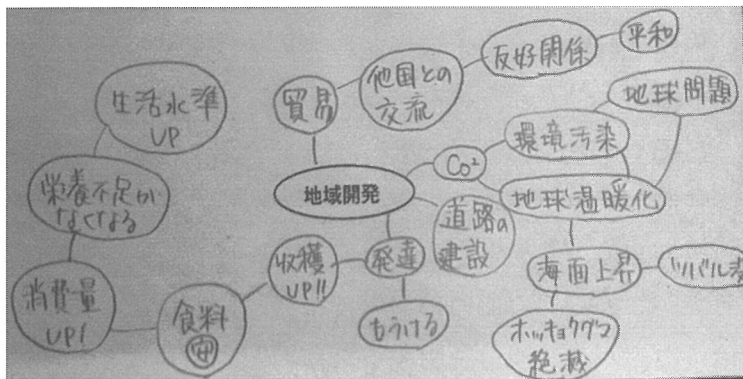 平和
反好関係
他国との
交流
貿易
生活水準
UP
地球問題
環境汚染
CO²
地域開発
地球温暖化
栄養不足が
なくなる
道路の
建設
発達
収穫
UP!!
海面上昇
消費量
UP!
食料
もうける
ホッキョクグマ
絶滅